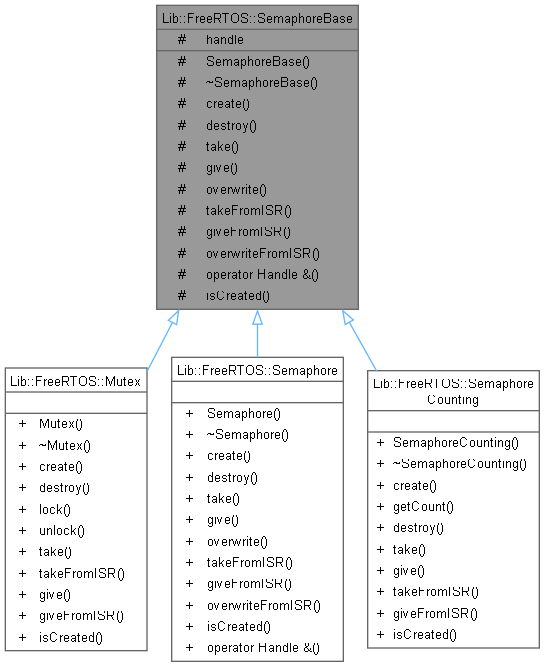 Lib::FreeRTOS::SemaphoreBase
# handle
# SemaphoreBase()
# ~SemaphoreBase()
# create()
# destroy()
# take()
# give()
# overwrite()
# takeFromISR()
# giveFromISR()
# overwriteFromISR()
# operator Handle &()
# isCreated()
Lib::FreeRTOS::Mutex
+ Mutex()
+ ~Mutex()
+ create()
+ destroy()
+ lock()
+ unlock()
+ take()
+ takeFromISR()
+ give()
+ giveFromISR()
+ isCreated()
Lib::FreeRTOS::Semaphore
+ Semaphore()
+ ~Semaphore()
+ create()
+ destroy()
+ take()
+ give()
+ overwrite()
+ takeFromISR()
+ giveFromISR()
+ overwriteFromISR()
+ isCreated()
+ operator Handle &()
Lib::FreeRTOS::Semaphore
Counting
+ SemaphoreCounting()
+ ~SemaphoreCounting()
+ create()
+ getCount()
+ destroy()
+ take()
+ give()
+ takeFromISR()
+ giveFromISR()
+ isCreated()